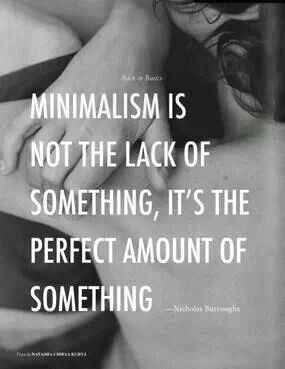 Back to Basics
MINIMALISM IS
NOT THE LACK OF
SOMETHING, IT'S THE
PERFECT AMOUNT OF
SOMETHING —Nicholas Burroughs
Photo by NATASHA CHIESA KURYJ